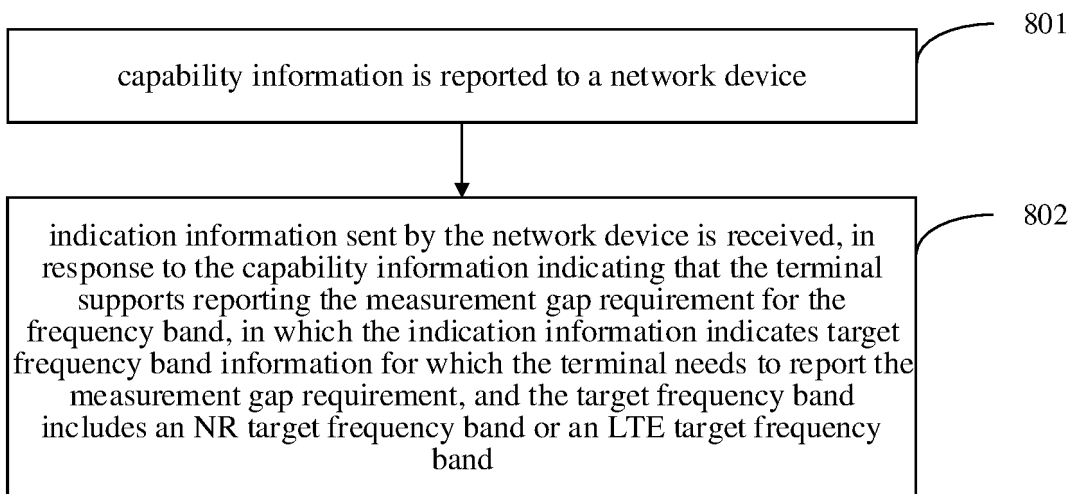 801
capability information is reported to a network device
802
indication information sent by the network device is received, in
response to the capability information indicating that the terminal
supports reporting the measurement gap requirement for the
frequency band, in which the indication information indicates target
frequency band information for which the terminal needs to report the
measurement gap requirement, and the target frequency band
includes an NR target frequency band or an LTE target frequency
band